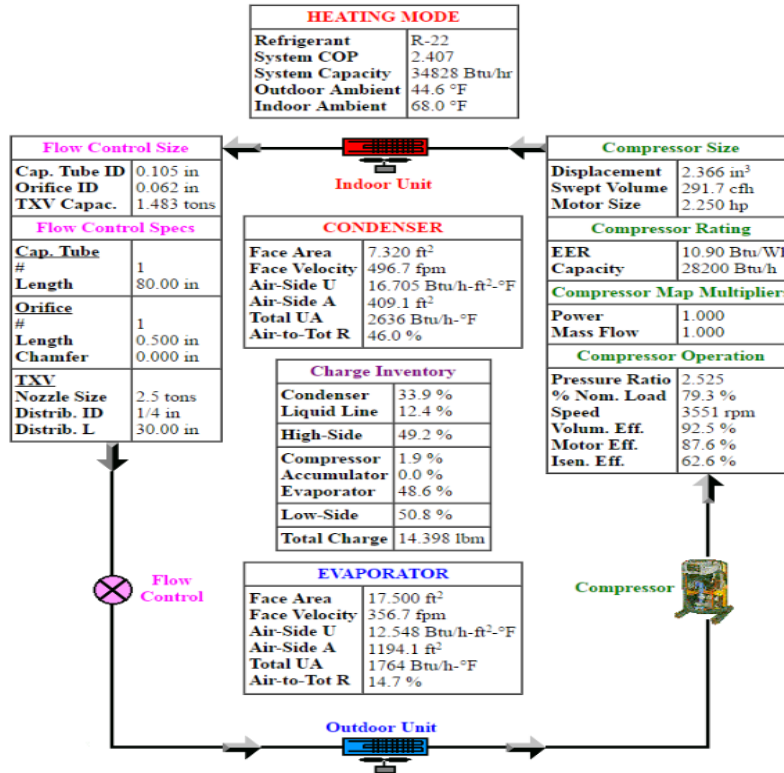 HEATING MODE
Refrigerant R-22
System COP 2.407
System Capacity 34828 Btu/hr
Outdoor Ambient 44.6 °F
Indoor Ambient 68.0 °F
Flow Control Size
Cap. Tube ID 0.105 in
Orifice ID 0.062 in
TXV Capac. 1.483 tons
Flow Control Specs
Cap. Tube
# 1
Length 80.00 in
Orifice
# 1
Length 0.500 in
Chamfer 0.000 in
TXV
Nozzle Size 2.5 tons
Distrib. ID 1/4 in
Distrib. L 30.00 in
Indoor Unit
CONDENSER
Face Area 7.320 ft²
Face Velocity 496.7 fpm
Air-Side U 16.705 Btu/h-ft²-°F
Air-Side A 409.1 ft²
Total UA 2636 Btu/h-°F
Air-to-Tot R 46.0 %
Charge Inventory
Condenser 33.9 %
Liquid Line 12.4 %
High-Side 49.2 %
Compressor 1.9 %
Accumulator 0.0 %
Evaporator 48.6 %
Low-Side 50.8 %
Total Charge 14.398 lbm
Compressor Size
Displacement 2.366 in³
Swept Volume 291.7 cfh
Motor Size 2.250 hp
Compressor Rating
EER 10.90 Btu/W
Capacity 28200 Btu/h
Compressor Map Multipliers
Power 1.000
Mass Flow 1.000
Compressor Operation
Pressure Ratio 2.525
% Nom. Load 79.3 %
Speed 3551 rpm
Volum. Eff. 92.5 %
Motor Eff. 87.6 %
Isen. Eff. 62.6 %
Flow
Control
EVAPORATOR
Face Area 17.500 ft²
Face Velocity 356.7 fpm
Air-Side U 12.548 Btu/h-ft²-°F
Air-Side A 1194.1 ft²
Total UA 1764 Btu/h-°F
Air-to-Tot R 14.7 %
Compressor
Outdoor Unit